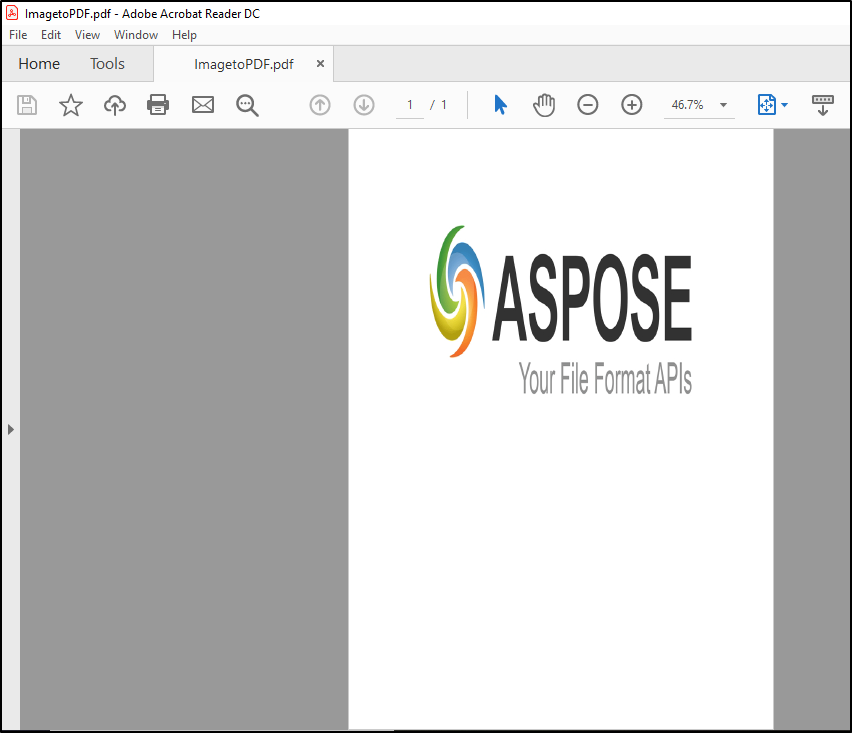 ImagetoPDF.pdf - Adobe Acrobat Reader DC
File Edit View Window Help
Home Tools ImagetoPDF.pdf ×
1 / 1 46.7%
ASPOSE
Your File Format APIs